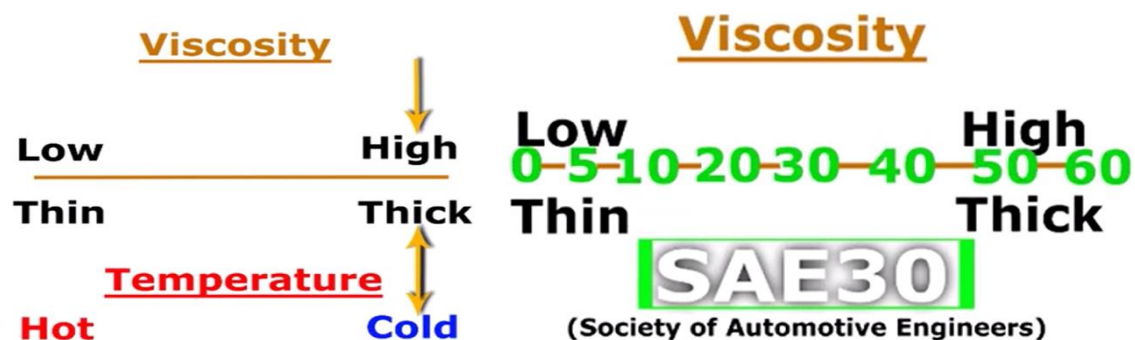 Viscosity
Low High
Thin Thick
Temperature
Hot Cold
Viscosity
Low High
0 5 10 20 30 40 50 60
Thin Thick
SAE30
(Society of Automotive Engineers)